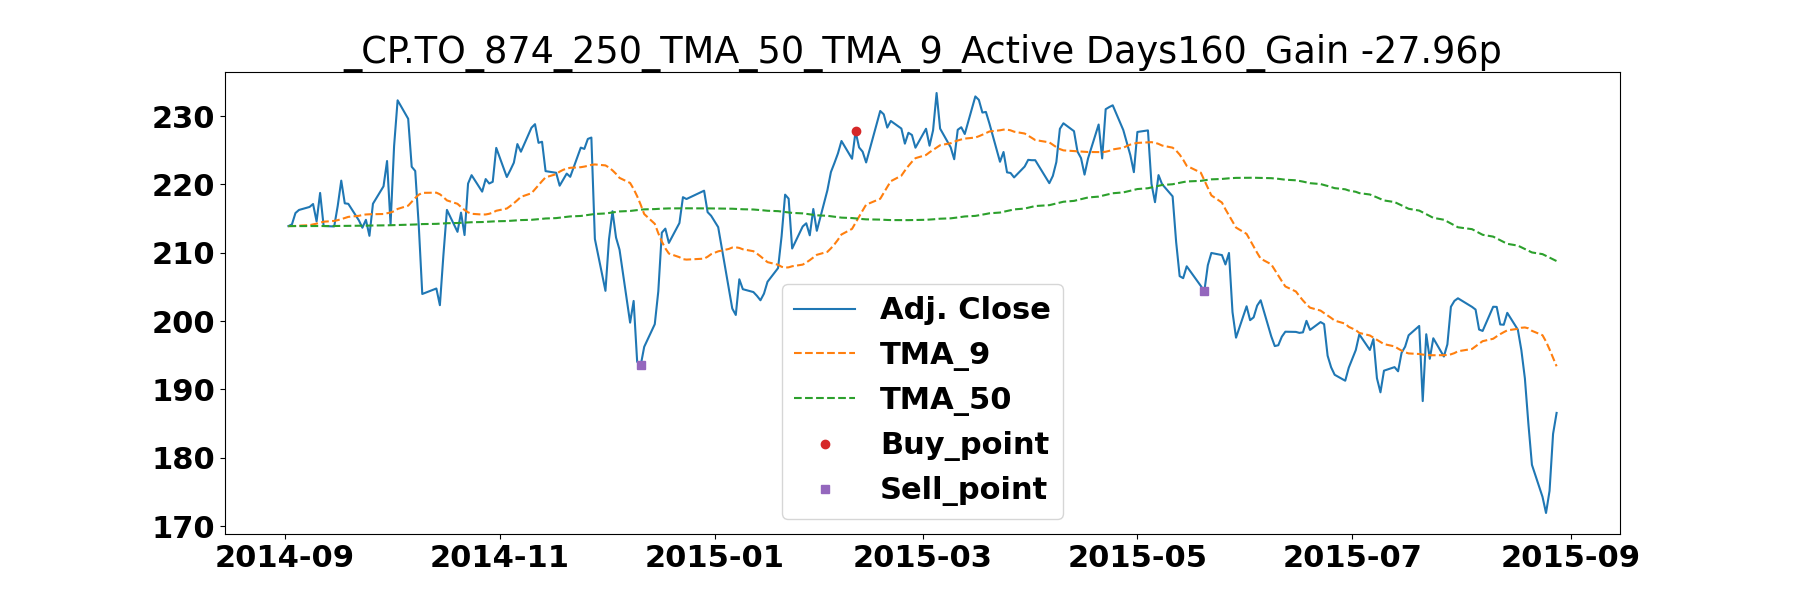 _CP.TO_874_250_TMA_50_TMA_9_Active Days160_Gain -27.96p
230
220
210
200
190
180
170
Adj. Close
TMA_9
TMA_50
Buy_point
Sell_point
2014-09 2014-11 2015-01 2015-03 2015-05 2015-07 2015-09